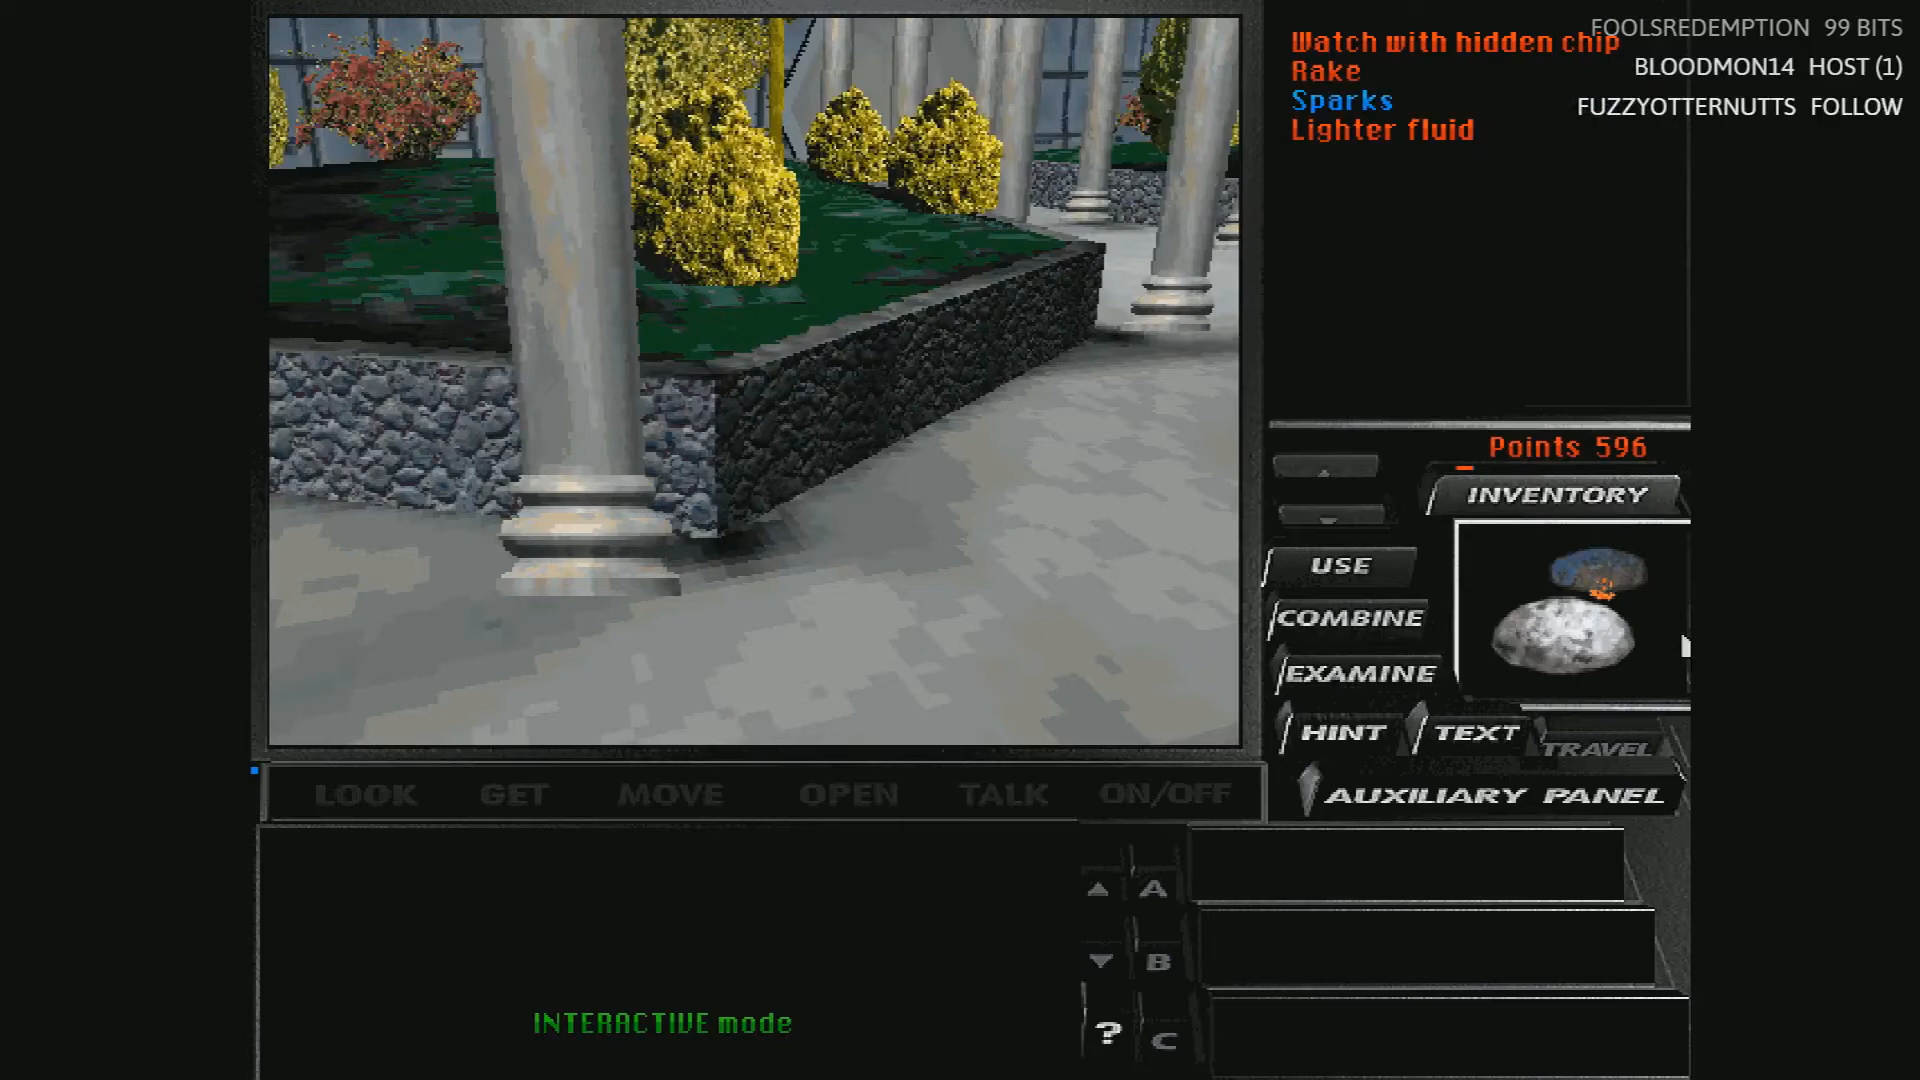 FOOLSREDEMPTION 99 BITS
BLOODMON14 HOST (1)
FUZZYOTTERNUTTS FOLLOW
Watch with hidden chip
Rake
Sparks
Lighter fluid
Points 596
INVENTORY
USE
COMBINE
EXAMINE
HINT TEXT TRAVEL
AUXILIARY PANEL
LOOK GET MOVE OPEN TALK ON/OFF
A
B
? C
INTERACTIVE mode